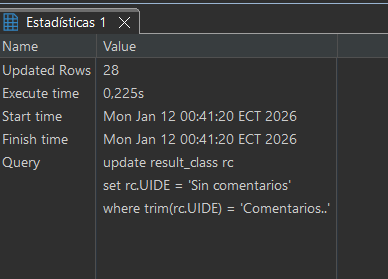 Estadísticas 1
Name Value
Updated Rows 28
Execute time 0,225s
Start time Mon Jan 12 00:41:20 ECT 2026
Finish time Mon Jan 12 00:41:20 ECT 2026
Query update result_class rc
set rc.UIDE = 'Sin comentarios'
where trim(rc.UIDE) = 'Comentarios..'